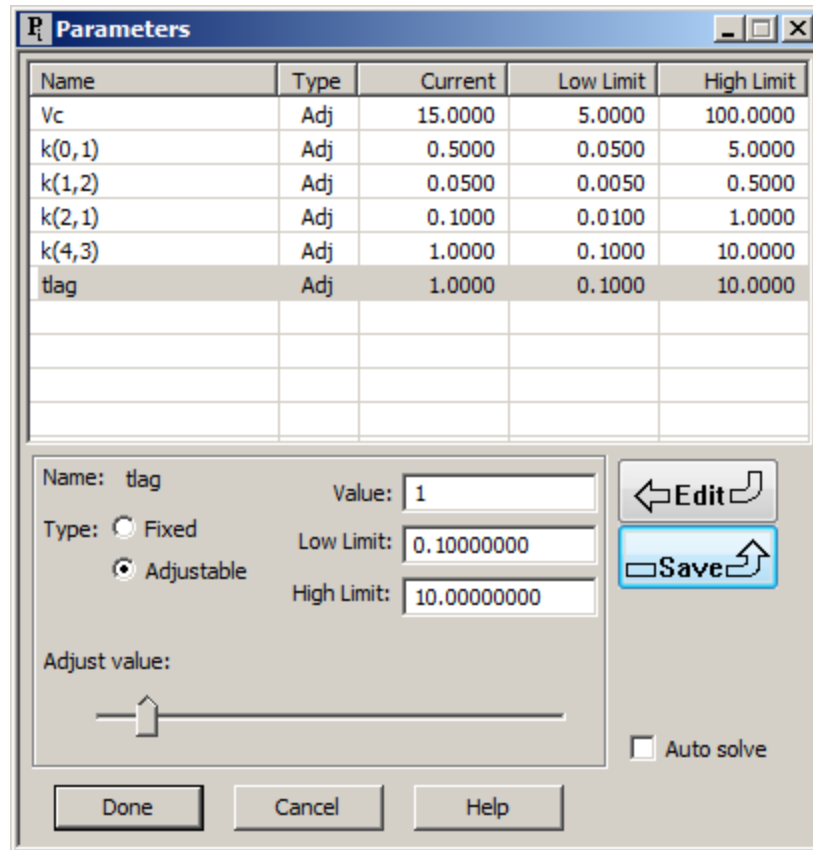 Pi Parameters
Name Type Current Low Limit High Limit
Vc Adj 15.0000 5.0000 100.0000
k(0,1) Adj 0.5000 0.0500 5.0000
k(1,2) Adj 0.0500 0.0050 0.5000
k(2,1) Adj 0.1000 0.0100 1.0000
k(4,3) Adj 1.0000 0.1000 10.0000
tlag Adj 1.0000 0.1000 10.0000
Name: tlag
Value: 1
Edit
Type: Fixed
Low Limit: 0.10000000
Save
Adjustable
High Limit: 10.00000000
Adjust value:
Auto solve
Done Cancel Help